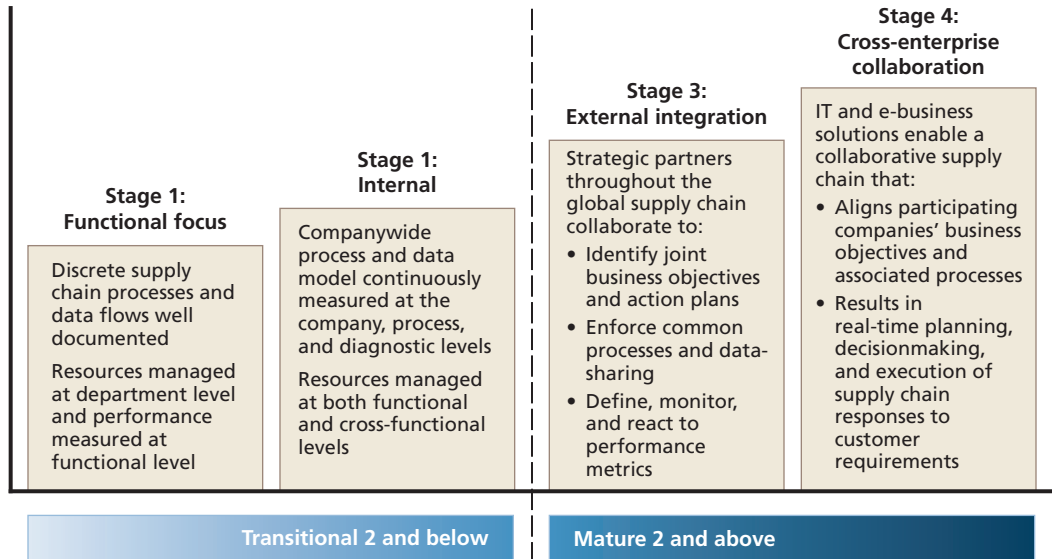 Stage 1:
Functional focus
Discrete supply
chain processes and
data flows well
documented
Resources managed
at department level
and performance
measured at
functional level
Stage 1:
Internal
Companywide
process and data
model continuously
measured at the
company, process,
and diagnostic levels
Resources managed
at both functional
and cross-functional
levels
Stage 3:
External integration
Strategic partners
throughout the
global supply chain
collaborate to:
• Identify joint
business objectives
and action plans
• Enforce common
processes and data-
sharing
• Define, monitor,
and react to
performance
metrics
Stage 4:
Cross-enterprise
collaboration
IT and e-business
solutions enable a
collaborative supply
chain that:
• Aligns participating
companies’ business
objectives and
associated processes
• Results in
real-time planning,
decisionmaking,
and execution of
supply chain
responses to
customer
requirements
Transitional 2 and below
Mature 2 and above